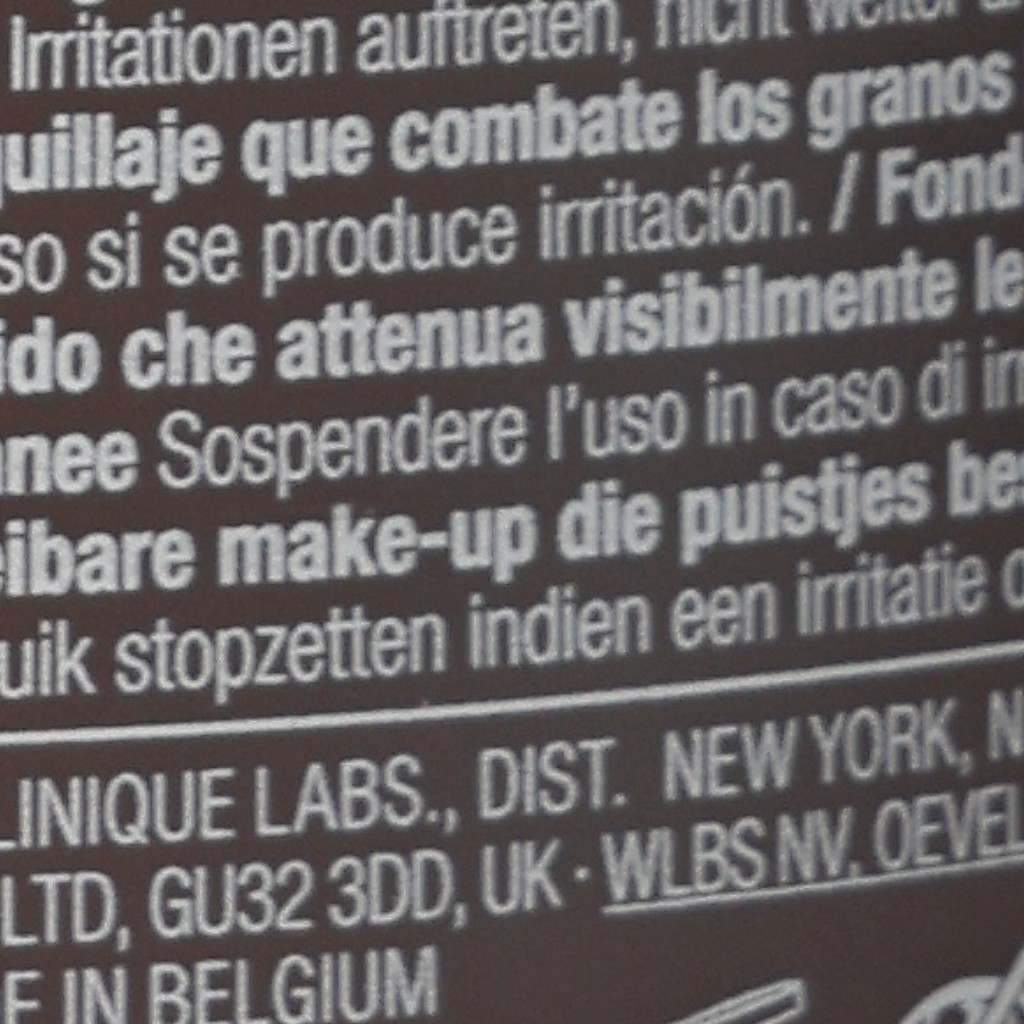 Irritationen auftreten, nicht weiter
quillaje que combate los granos
so si se produce irritación. / Fond
ido che attenua visibilmente le
nee Sospendere l'uso in caso di irr
eibare make-up die puistjes bes
uik stopzetten indien een irritatie o
LINIQUE LABS., DIST. NEW YORK, N
LTD, GU32 3DD, UK · WLBS NV. OEVEL
E IN BELGIUM